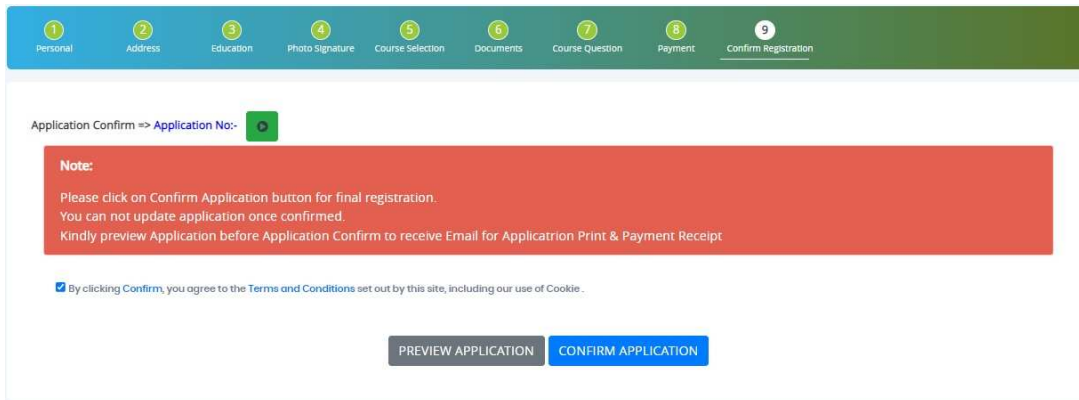 1 2 3 4 5 6 7 8 9
Personal Address Education Photo Signature Course Selection Documents Course Question Payment Confirm Registration
Application Confirm => Application No:-
Note:
Please click on Confirm Application button for final registration.
You can not update application once confirmed.
Kindly preview Application before Application Confirm to receive Email for Applicatrion Print & Payment Receipt
By clicking Confirm, you agree to the Terms and Conditions set out by this site, including our use of Cookie .
PREVIEW APPLICATION CONFIRM APPLICATION